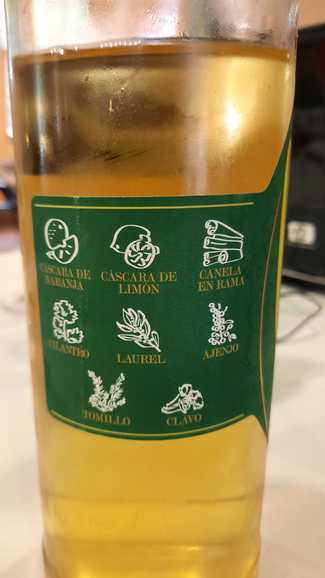 CÁSCARA DE
NARANJA
CÁSCARA DE
LIMÓN
CANELA
EN RAMA
CILANTRO
LAUREL
AJENJO
TOMILLO
CLAVO